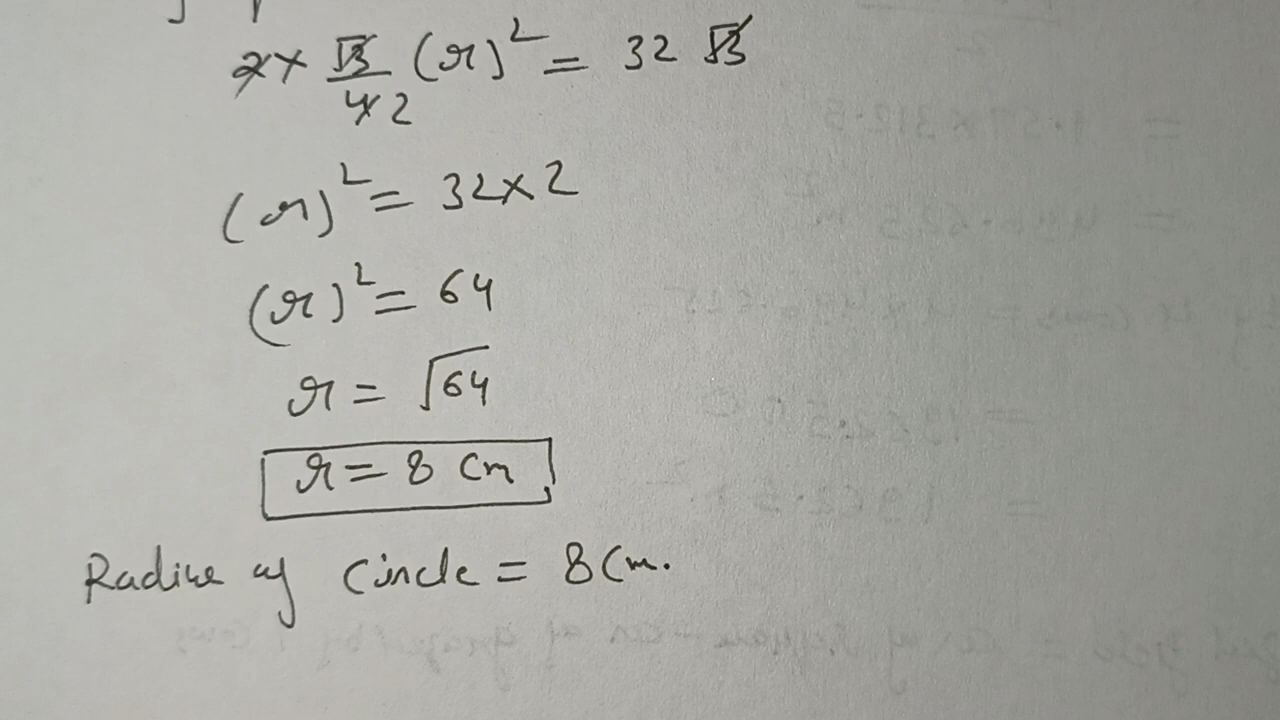 2 × √3/4 2 (r)² = 32 √3
(r)² = 32×2
(r)² = 64
r = √64
r = 8 cm
Radius of circle = 8 cm.